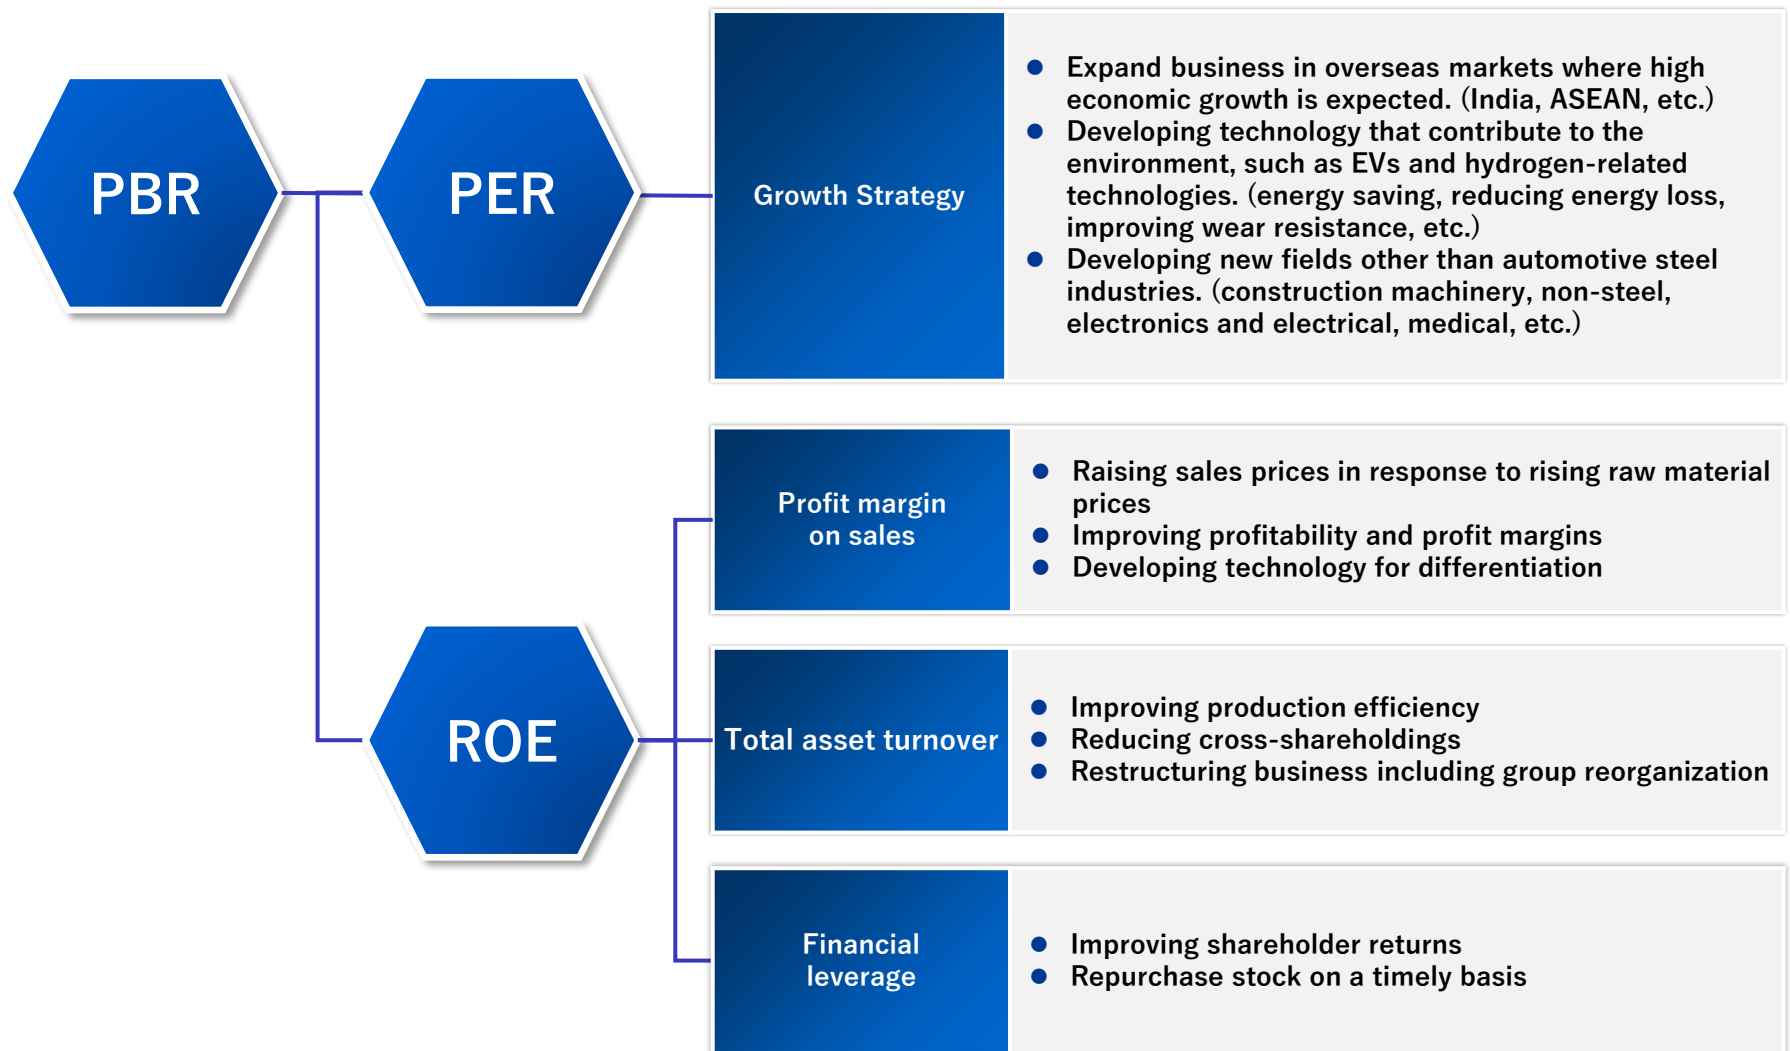 PBR
PER
Growth Strategy
● Expand business in overseas markets where high
economic growth is expected. (India, ASEAN, etc.)
● Developing technology that contribute to the
environment, such as EVs and hydrogen-related
technologies. (energy saving, reducing energy loss,
improving wear resistance, etc.)
● Developing new fields other than automotive steel
industries. (construction machinery, non-steel,
electronics and electrical, medical, etc.)
ROE
Profit margin
on sales
● Raising sales prices in response to rising raw material
prices
● Improving profitability and profit margins
● Developing technology for differentiation
Total asset turnover
● Improving production efficiency
● Reducing cross-shareholdings
● Restructuring business including group reorganization
Financial
leverage
● Improving shareholder returns
● Repurchase stock on a timely basis